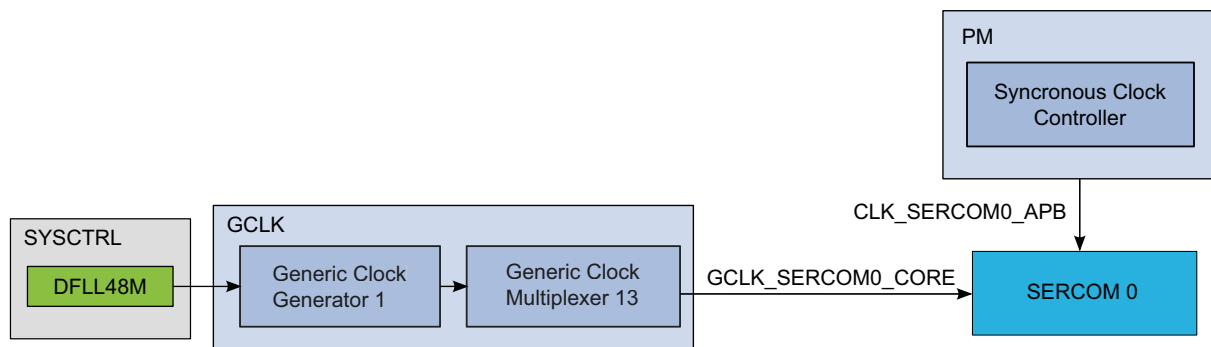 PM
Syncronous Clock
Controller
CLK_SERCOM0_APB
SYSCTRL
DFLL48M
GCLK
Generic Clock
Generator 1
Generic Clock
Multiplexer 13
GCLK_SERCOM0_CORE
SERCOM 0